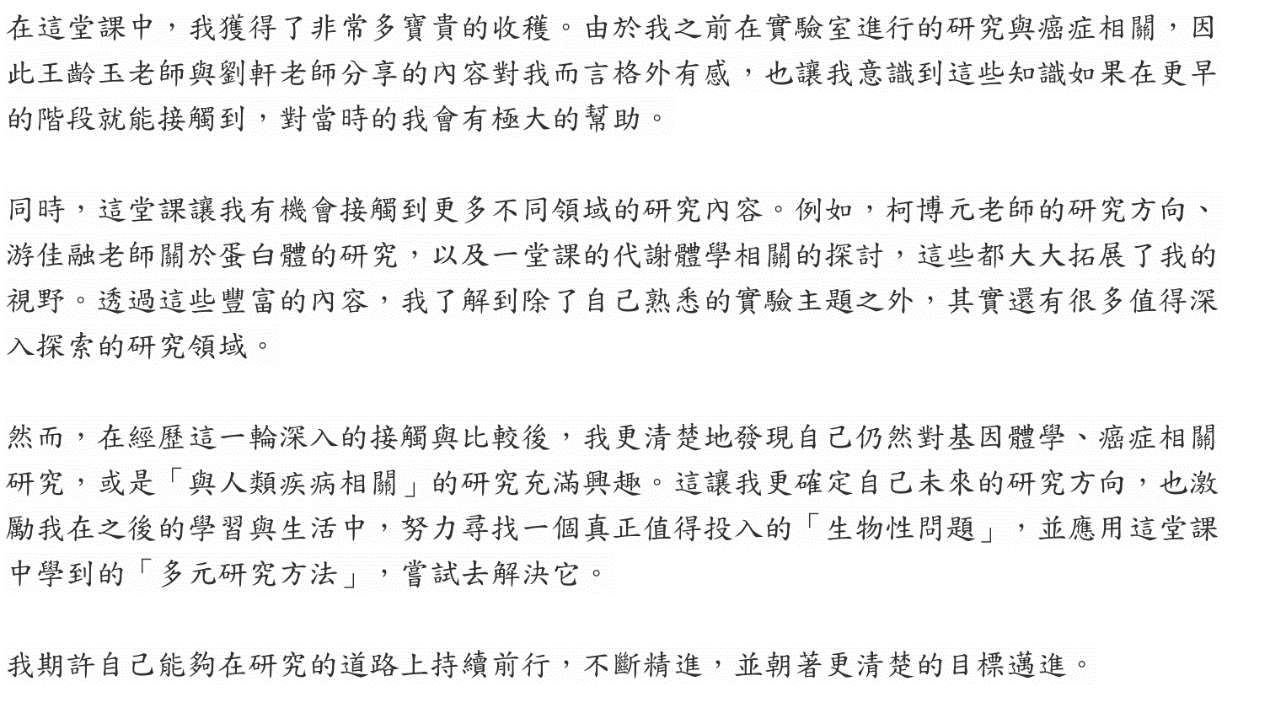 在這堂課中，我獲得了非常多寶貴的收穫。由於我之前在實驗室進行的研究與癌症相關，因
此王齡玉老師與劉軒老師分享的內容對我而言格外有感，也讓我意識到這些知識如果在更早
的階段就能接觸到，對當時的我會有極大的幫助。
同時，這堂課讓我有機會接觸到更多不同領域的研究內容。例如，柯博元老師的研究方向、
游佳融老師關於蛋白體的研究，以及一堂課的代謝體學相關的探討，這些都大大拓展了我的
視野。透過這些豐富的內容，我了解到除了自己熟悉的實驗主題之外，其實還有很多值得深
入探索的研究領域。
然而，在經歷這一輪深入的接觸與比較後，我更清楚地發現自己仍然對基因體學、癌症相關
研究，或是「與人類疾病相關」的研究充滿興趣。這讓我更確定自己未來的研究方向，也激
勵我在之後的學習與生活中，努力尋找一個真正值得投入的「生物性問題」，並應用這堂課
中學到的「多元研究方法」，嘗試去解決它。
我期許自己能夠在研究的道路上持續前行，不斷精進，並朝著更清楚的目標邁進。